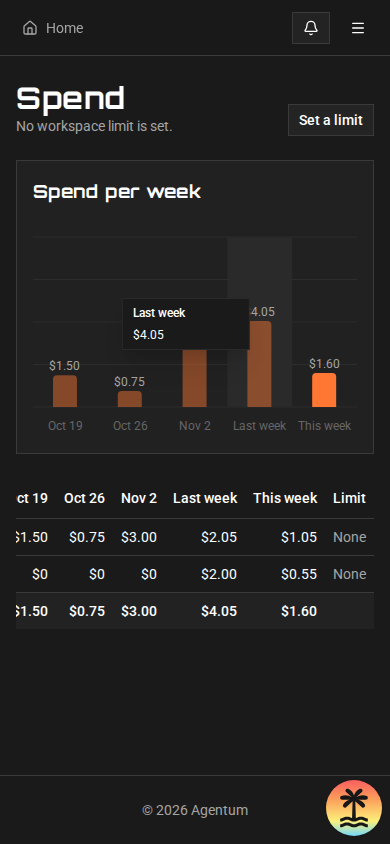 Home
Spend
No workspace limit is set.
Set a limit
Spend per week
Last week
$4.05
4.05
$1.50
$0.75
$1.60
Oct 19 Oct 26 Nov 2 Last week This week
ct 19 Oct 26 Nov 2 Last week This week Limit
$1.50 $0.75 $3.00 $2.05 $1.05 None
$0 $0 $0 $2.00 $0.55 None
$1.50 $0.75 $3.00 $4.05 $1.60
© 2026 Agentum